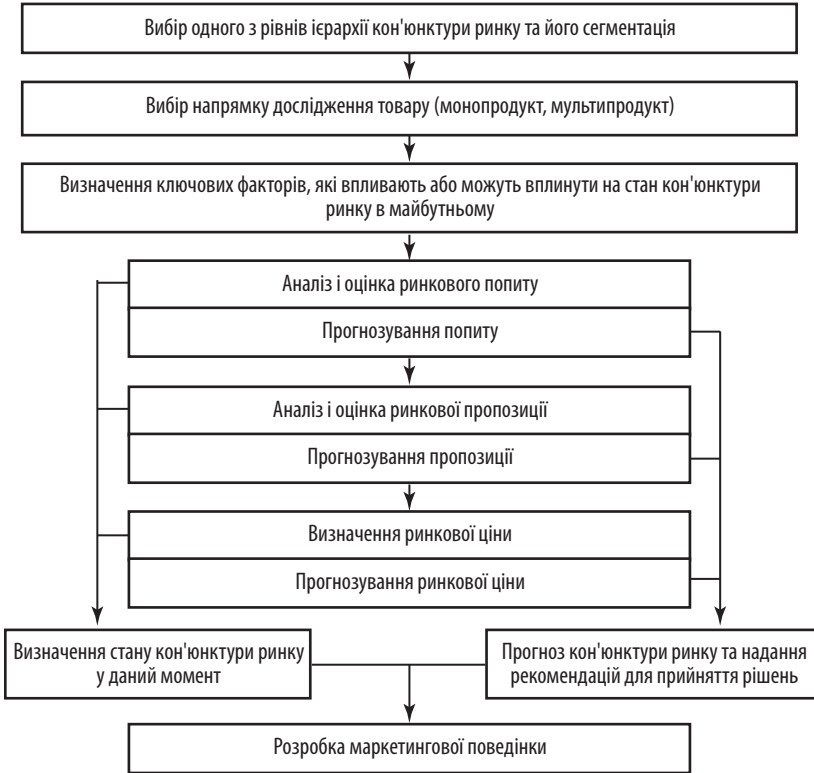 Вибір одного з рівнів ієрархії кон'юнктури ринку та його сегментація
Вибір напрямку дослідження товару (монопродукт, мультипродукт)
Визначення ключових факторів, які впливають або можуть вплинути на стан кон'юнктури
ринку в майбутньому
Аналіз і оцінка ринкового попиту
Прогнозування попиту
Аналіз і оцінка ринкової пропозиції
Прогнозування пропозиції
Визначення ринкової ціни
Прогнозування ринкової ціни
Визначення стану кон'юнктури ринку
у даний момент
Прогноз кон'юнктури ринку та надання
рекомендацій для прийняття рішень
Розробка маркетингової поведінки